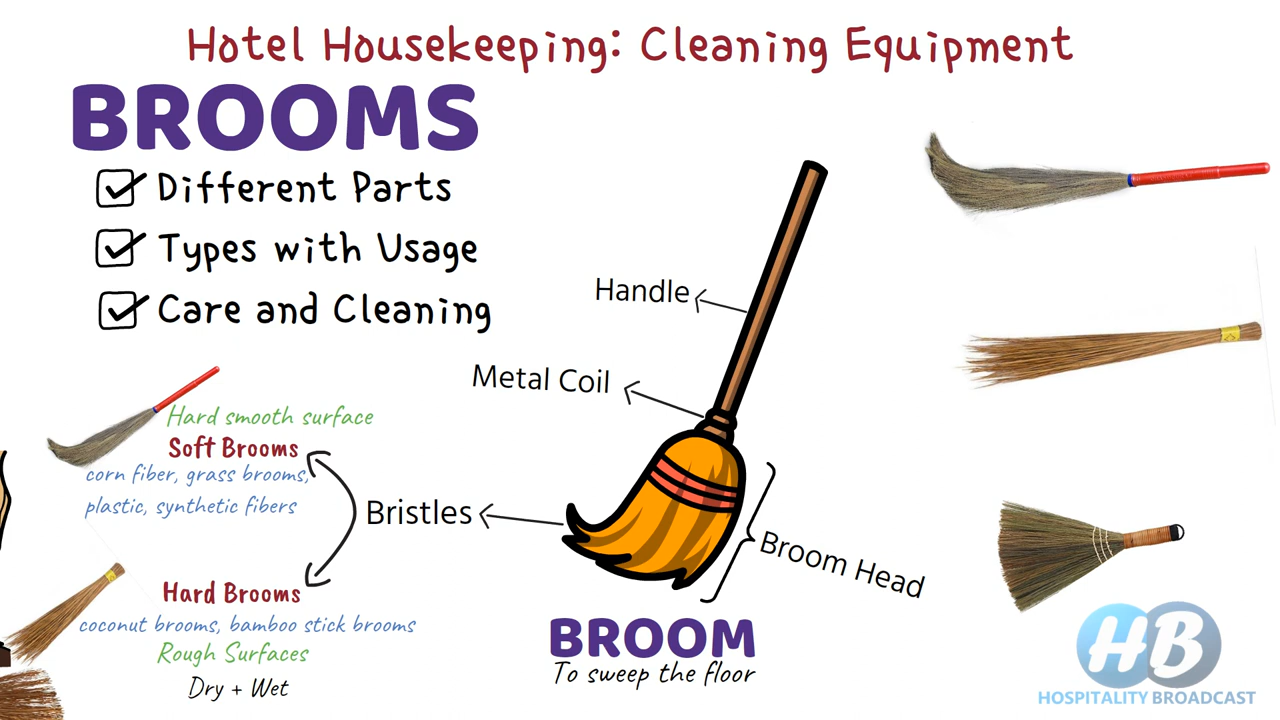 Hotel Housekeeping: Cleaning Equipment
BROOMS
Different Parts
Types with Usage
Care and Cleaning
Handle
Metal Coil
Hard smooth surface
Soft Brooms
corn fiber, grass brooms,
plastic, synthetic fibers
Bristles
Broom Head
Hard Brooms
coconut brooms, bamboo stick brooms
Rough Surfaces
Dry + Wet
BROOM
To sweep the floor
HB
HOSPITALITY BROADCAST